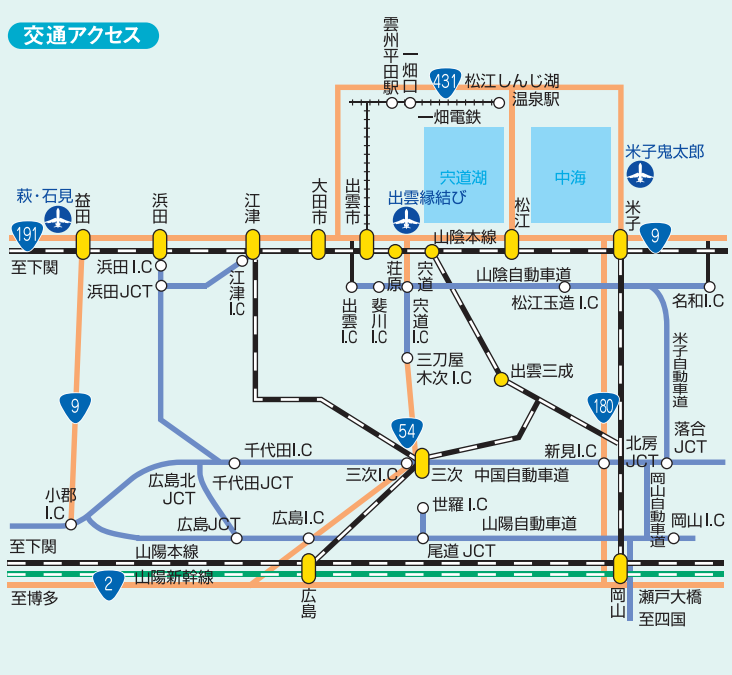 交通アクセス
雲州平田駅
一畑口
431
松江しんじ湖
温泉駅
一畑電鉄
宍道湖
中海
米子鬼太郎
萩・石見
益田
浜田
江津
大田市
出雲市
出雲縁結び
松江
米子
191
山陰本線
9
至下関
浜田I.C
浜田JCT
江津I.C
荘原
宍道
山陰自動車道
出雲I.C
斐川I.C
宍道I.C
松江玉造I.C
名和I.C
三刀屋
木次I.C
出雲三成
米子自動車道
9
54
180
千代田I.C
千代田JCT
広島北
JCT
三次I.C
三次
中国自動車道
新見I.C
北房
JCT
落合
JCT
小郡
I.C
広島JCT
広島I.C
世羅I.C
山陽自動車道
尾道JCT
岡山自動車道
岡山I.C
至下関
山陽本線
山陽新幹線
2
至博多
広島
岡山
瀬戸大橋
至四国